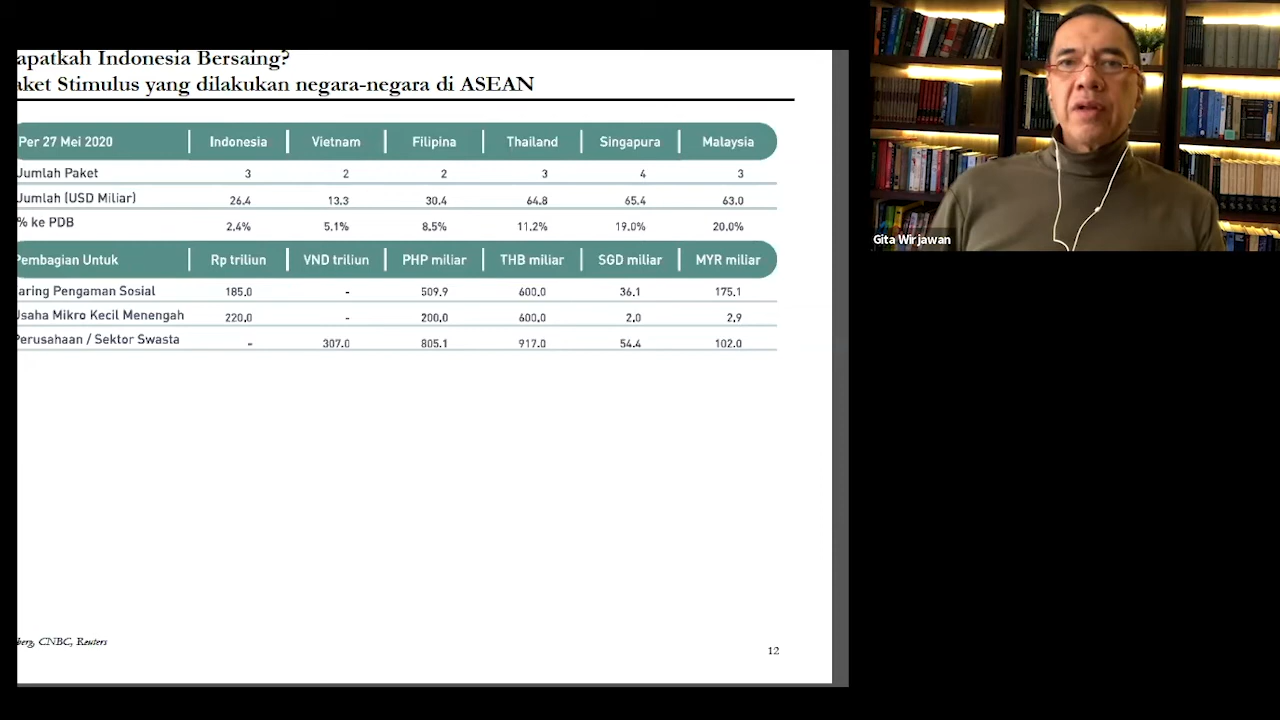 apatkah Indonesia Bersaing?
aket Stimulus yang dilakukan negara-negara di ASEAN
Per 27 Mei 2020 Indonesia Vietnam Filipina Thailand Singapura Malaysia
Jumlah Paket 3 2 2 3 4 3
Jumlah (USD Miliar) 26.4 13.3 30.4 64.8 65.4 63.0
% ke PDB 2.4% 5.1% 8.5% 11.2% 19.0% 20.0%
Pembagian Untuk Rp triliun VND triliun PHP miliar THB miliar SGD miliar MYR miliar
aring Pengaman Sosial 185.0 - 509.9 600.0 36.1 175.1
Usaha Mikro Kecil Menengah 220.0 - 200.0 600.0 2.0 2.9
Perusahaan / Sektor Swasta - 307.0 805.1 917.0 54.4 102.0
berg, CNBC, Reuters
12
Gita Wirjawan